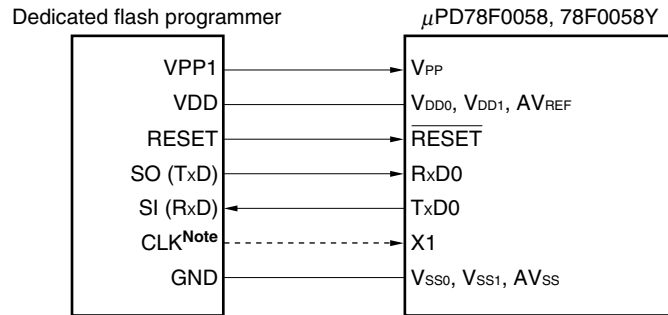 Dedicated flash programmer μPD78F0058, 78F0058Y
VPP1 VPP
VDD VDD0, VDD1, AVREF
RESET RESET
SO (TxD) RxD0
SI (RxD) TxD0
CLKNote X1
GND VSS0, VSS1, AVSS